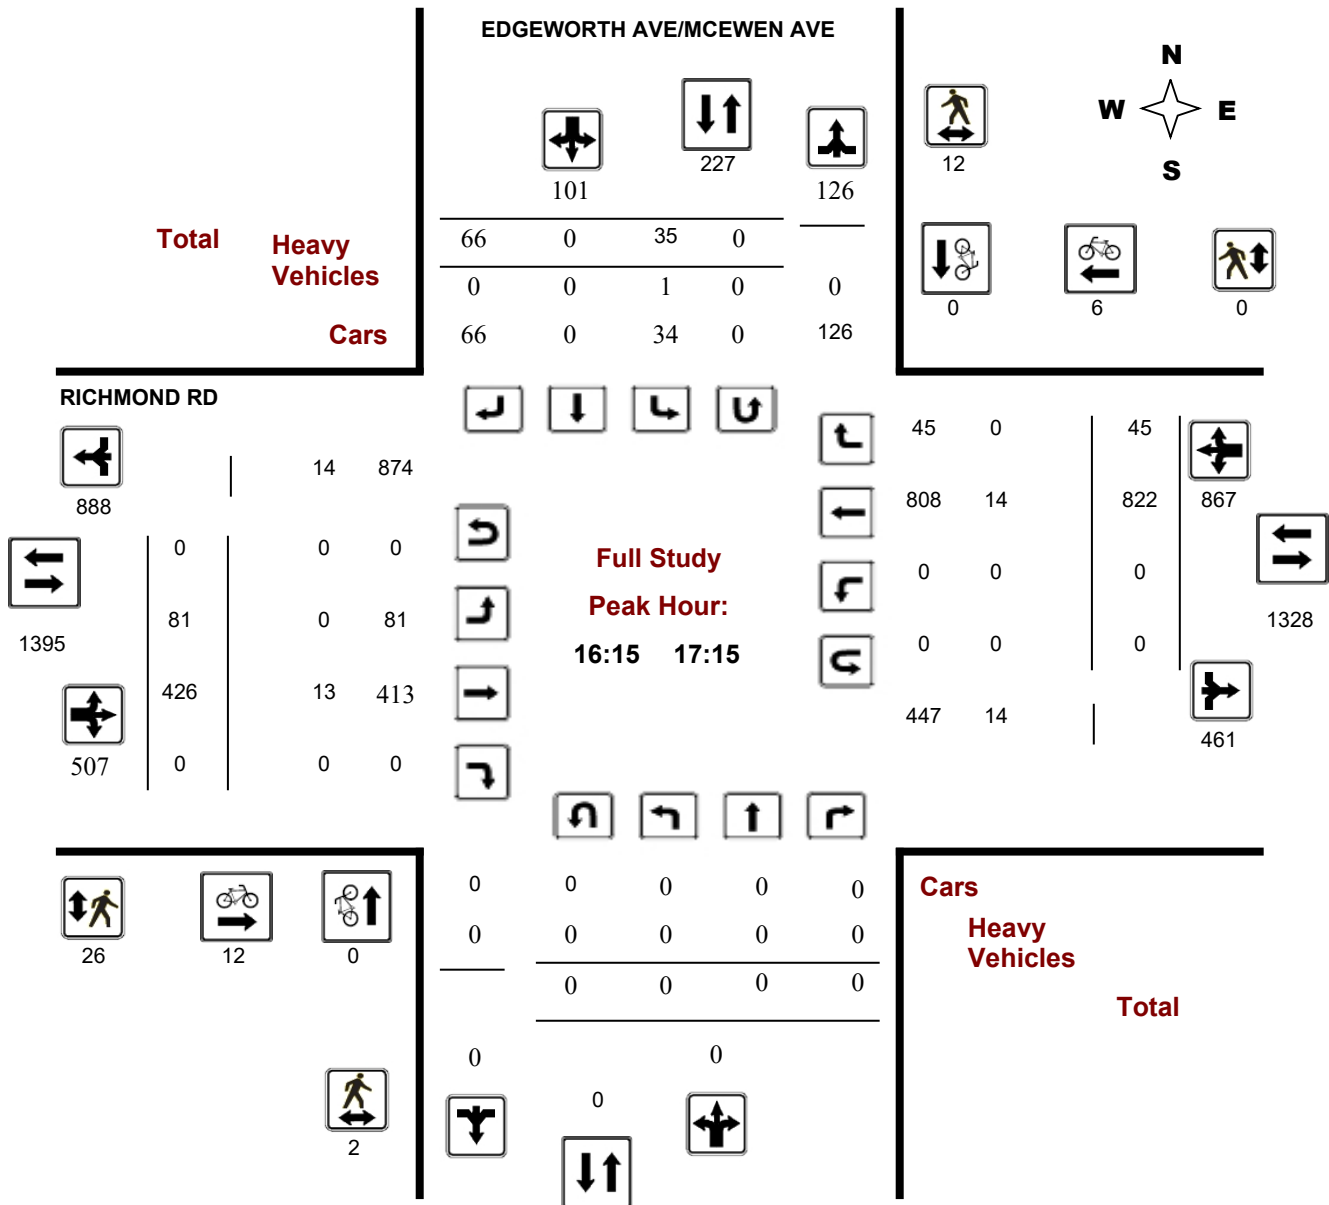 EDGEWORTH AVE/MCEWEN AVE
N
W E
S
101
227
126
12
Total
Heavy
Vehicles
Cars
66 0 35 0
0 0 1 0 0
66 0 34 0 126
0 6 0
RICHMOND RD
888
14 874
0 0 0
81 0 81
426 13 413
0 0 0
1395
507
Full Study
Peak Hour:
16:15 17:15
45 0 45
808 14 822 867
0 0 0
0 0 0
447 14
461
1328
26 12 0
2
0 0 0 0 0
0 0 0 0 0
0 0 0 0
0 0
0
Cars
Heavy
Vehicles
Total